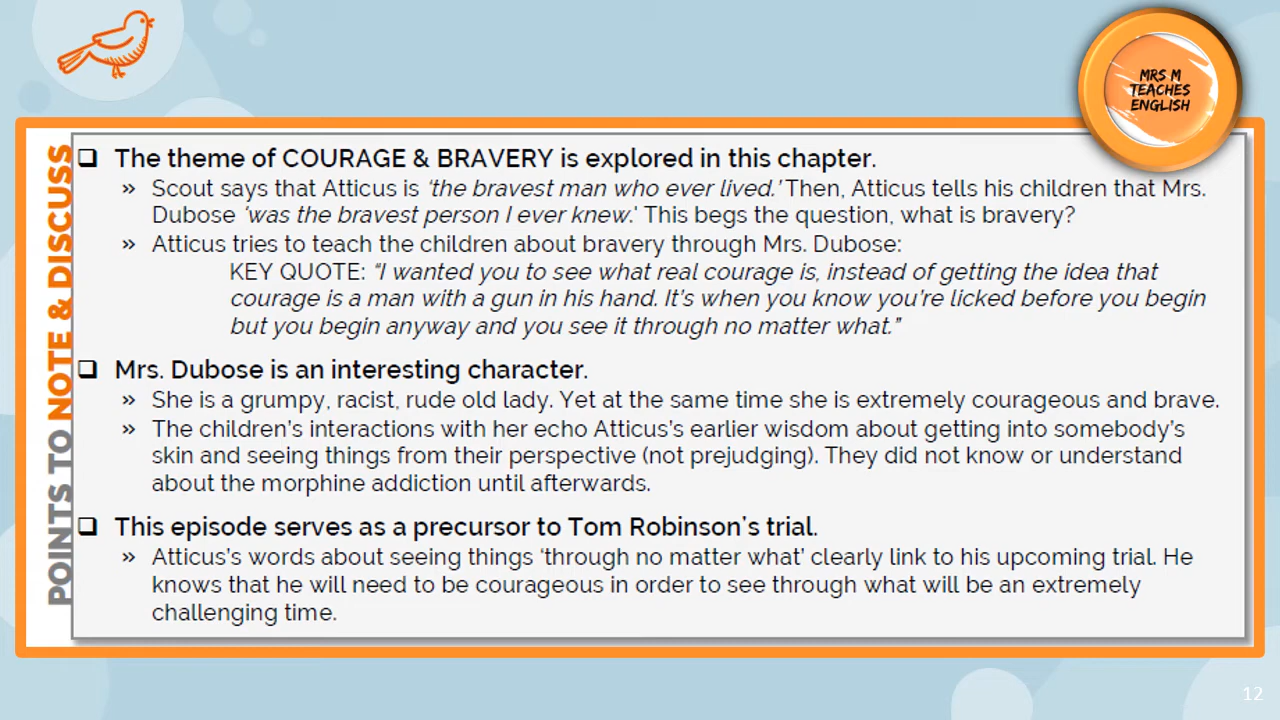 MRS M
TEACHES
ENGLISH
POINTS TO NOTE & DISCUSS
❑ The theme of COURAGE & BRAVERY is explored in this chapter.
» Scout says that Atticus is ‘the bravest man who ever lived.’ Then, Atticus tells his children that Mrs.
Dubose ‘was the bravest person I ever knew.' This begs the question, what is bravery?
» Atticus tries to teach the children about bravery through Mrs. Dubose:
KEY QUOTE: “I wanted you to see what real courage is, instead of getting the idea that
courage is a man with a gun in his hand. It’s when you know you’re licked before you begin
but you begin anyway and you see it through no matter what.”
❑ Mrs. Dubose is an interesting character.
» She is a grumpy, racist, rude old lady. Yet at the same time she is extremely courageous and brave.
» The children’s interactions with her echo Atticus’s earlier wisdom about getting into somebody’s
skin and seeing things from their perspective (not prejudging). They did not know or understand
about the morphine addiction until afterwards.
❑ This episode serves as a precursor to Tom Robinson’s trial.
» Atticus’s words about seeing things ‘through no matter what’ clearly link to his upcoming trial. He
knows that he will need to be courageous in order to see through what will be an extremely
challenging time.
12